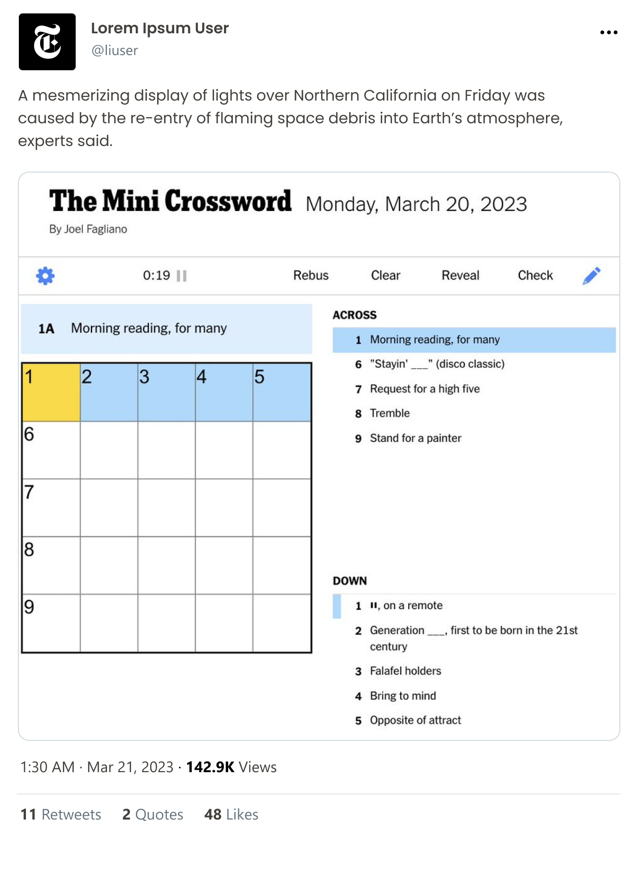 Lorem Ipsum User
@liuser
A mesmerizing display of lights over Northern California on Friday was
caused by the re-entry of flaming space debris into Earth’s atmosphere,
experts said.
The Mini Crossword Monday, March 20, 2023
By Joel Fagliano
0:19 Rebus Clear Reveal Check
1A Morning reading, for many
1 2 3 4 5
6
7
8
9
ACROSS
1 Morning reading, for many
6 "Stayin' ___" (disco classic)
7 Request for a high five
8 Tremble
9 Stand for a painter
DOWN
1 ⏸, on a remote
2 Generation ___, first to be born in the 21st
century
3 Falafel holders
4 Bring to mind
5 Opposite of attract
1:30 AM · Mar 21, 2023 · 142.9K Views
11 Retweets 2 Quotes 48 Likes